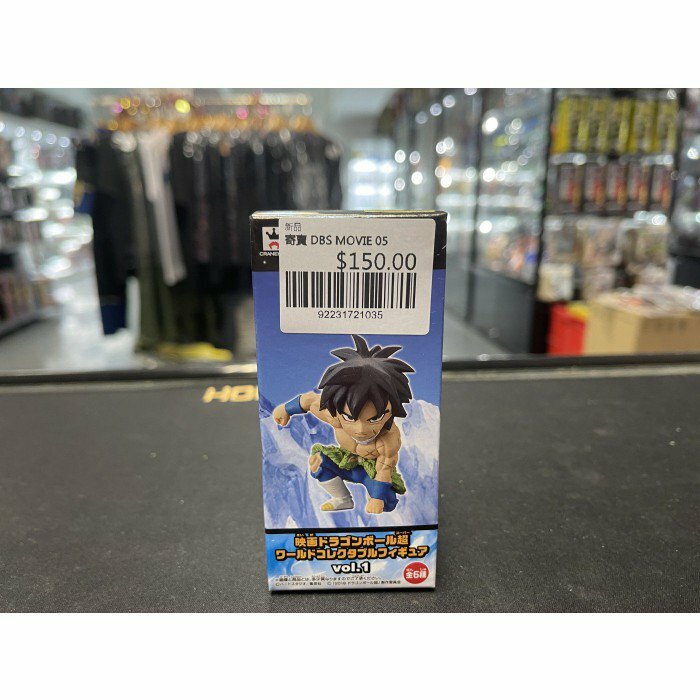 新品
寄賣 DBS MOVIE 05
$150.00
92231721035
映画ドラゴンボール超
ワールドコレクタブルフィギュア
vol.1
全6種